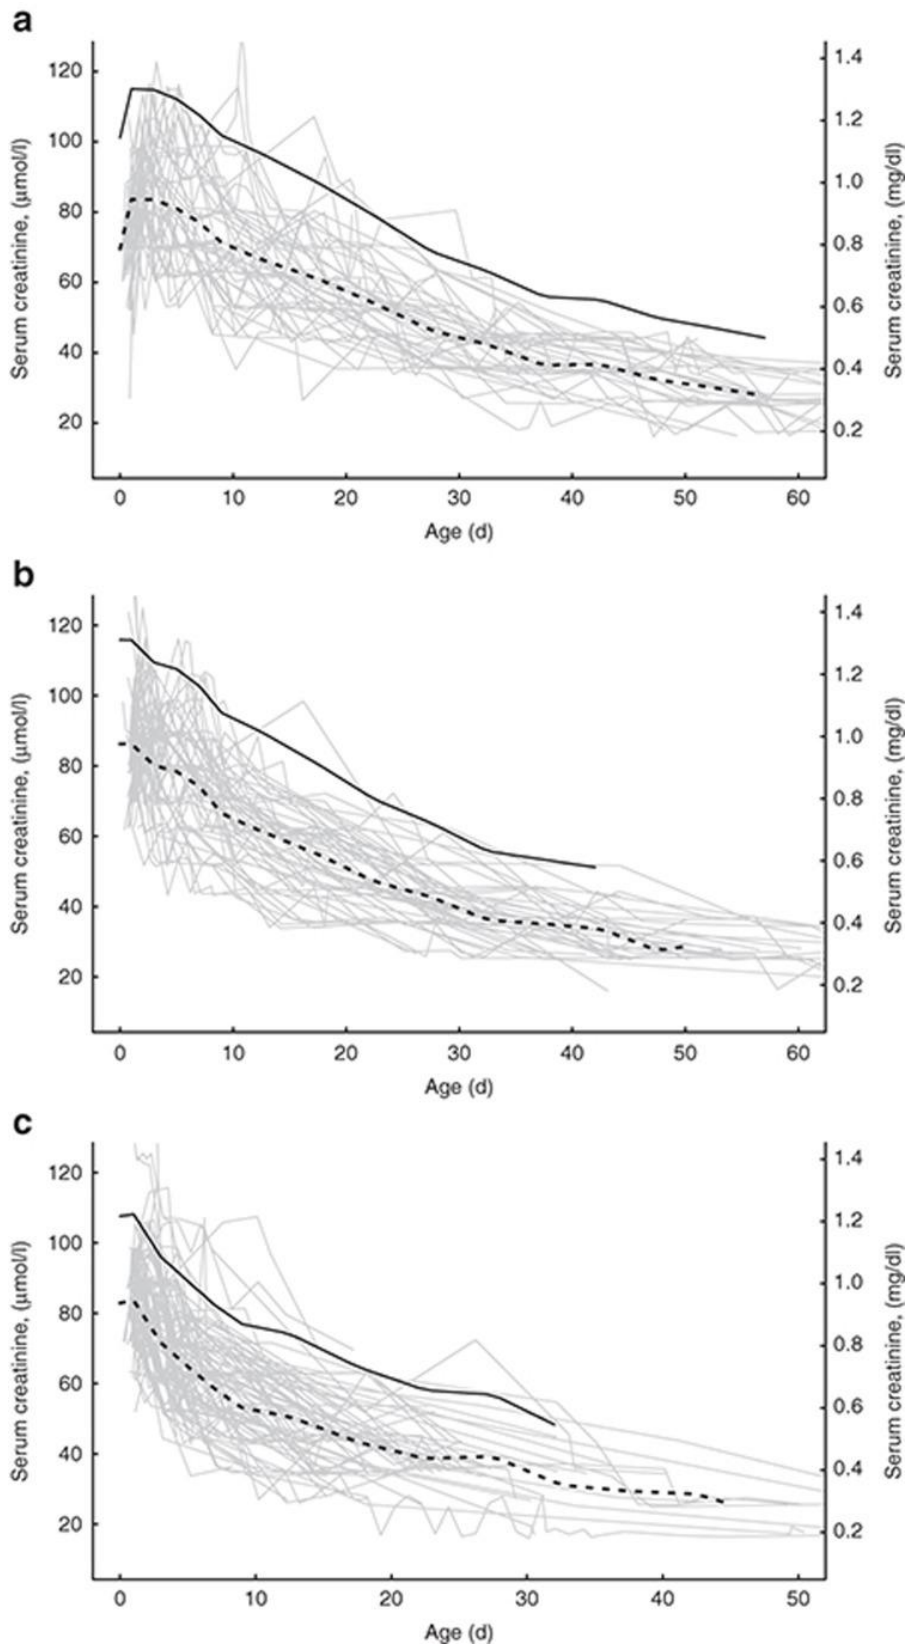 a
120
100
80
60
40
20
1.4
1.2
1.0
0.8
0.6
0.4
0.2
Serum creatinine, (μmol/l)
Serum creatinine, (mg/dl)
0 10 20 30 40 50 60
Age (d)
b
120
100
80
60
40
20
1.4
1.2
1.0
0.8
0.6
0.4
0.2
Serum creatinine, (μmol/l)
Serum creatinine, (mg/dl)
0 10 20 30 40 50 60
Age (d)
c
120
100
80
60
40
20
1.4
1.2
1.0
0.8
0.6
0.4
0.2
Serum creatinine, (μmol/l)
Serum creatinine, (mg/dl)
0 10 20 30 40 50
Age (d)